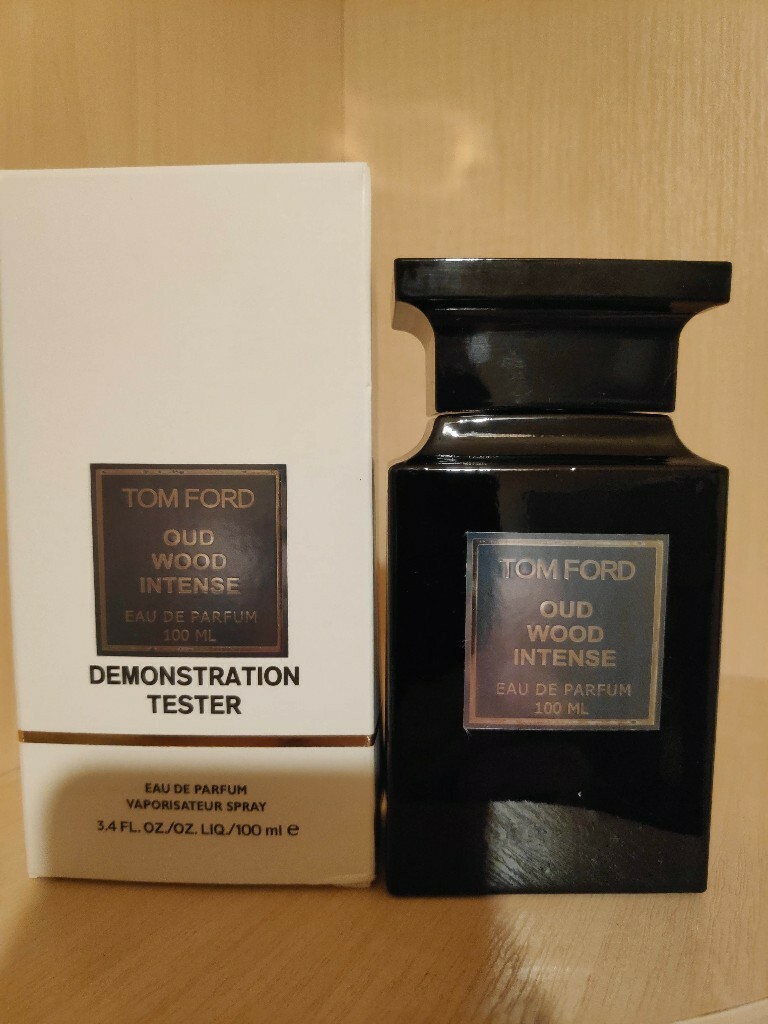 TOM FORD
OUD
WOOD
INTENSE
EAU DE PARFUM
100 ML
DEMONSTRATION
TESTER
EAU DE PARFUM
VAPORISATEUR SPRAY
3.4 FL. OZ./OZ. LIQ./100 ml e
TOM FORD
OUD
WOOD
INTENSE
EAU DE PARFUM
100 ML